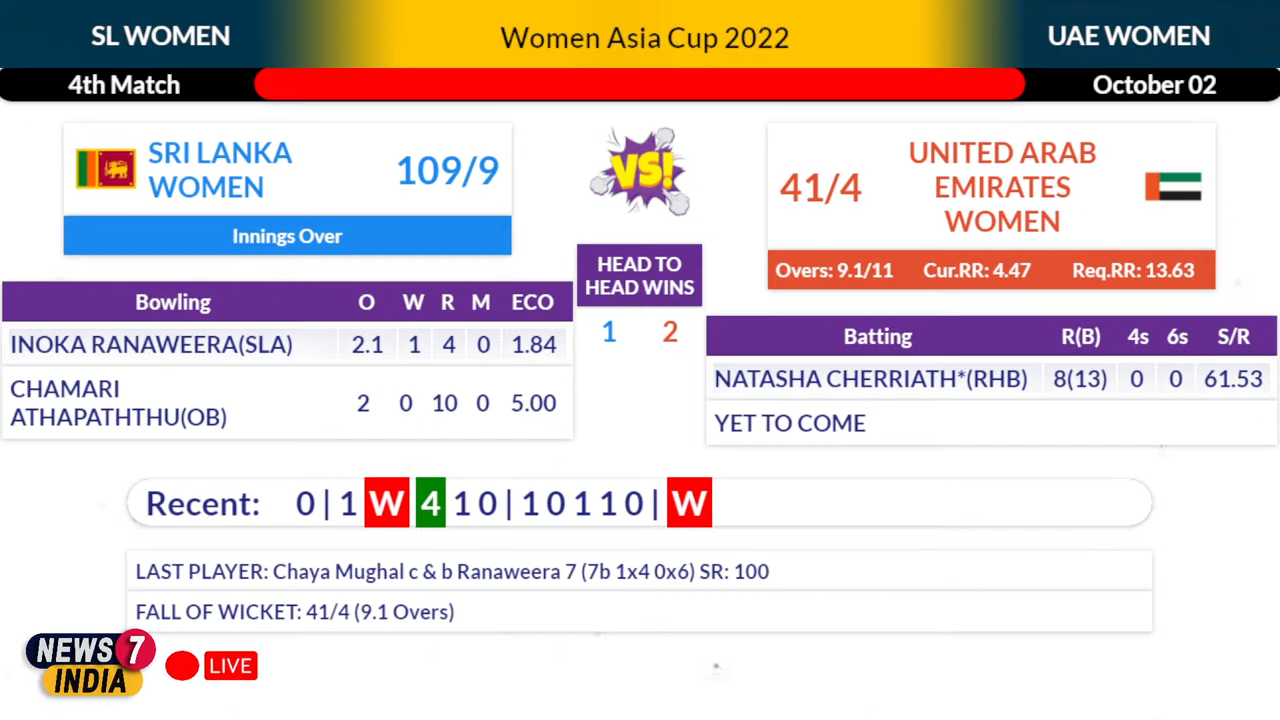 SL WOMEN
Women Asia Cup 2022
UAE WOMEN
4th Match
October 02
SRI LANKA
WOMEN
109/9
Innings Over
VS!
41/4
UNITED ARAB
EMIRATES
WOMEN
Overs: 9.1/11 Cur.RR: 4.47 Req.RR: 13.63
HEAD TO
HEAD WINS
1 2
Bowling O W R M ECO
INOKA RANAWEERA(SLA) 2.1 1 4 0 1.84
CHAMARI
ATHAPATHTHU(OB) 2 0 10 0 5.00
Batting R(B) 4s 6s S/R
NATASHA CHERRIATH*(RHB) 8(13) 0 0 61.53
YET TO COME
Recent: 0 | 1 W 4 1 0 | 1 0 1 1 0 | W
LAST PLAYER: Chaya Mughal c & b Ranaweera 7 (7b 1x4 0x6) SR: 100
FALL OF WICKET: 41/4 (9.1 Overs)
NEWS 7
INDIA
LIVE